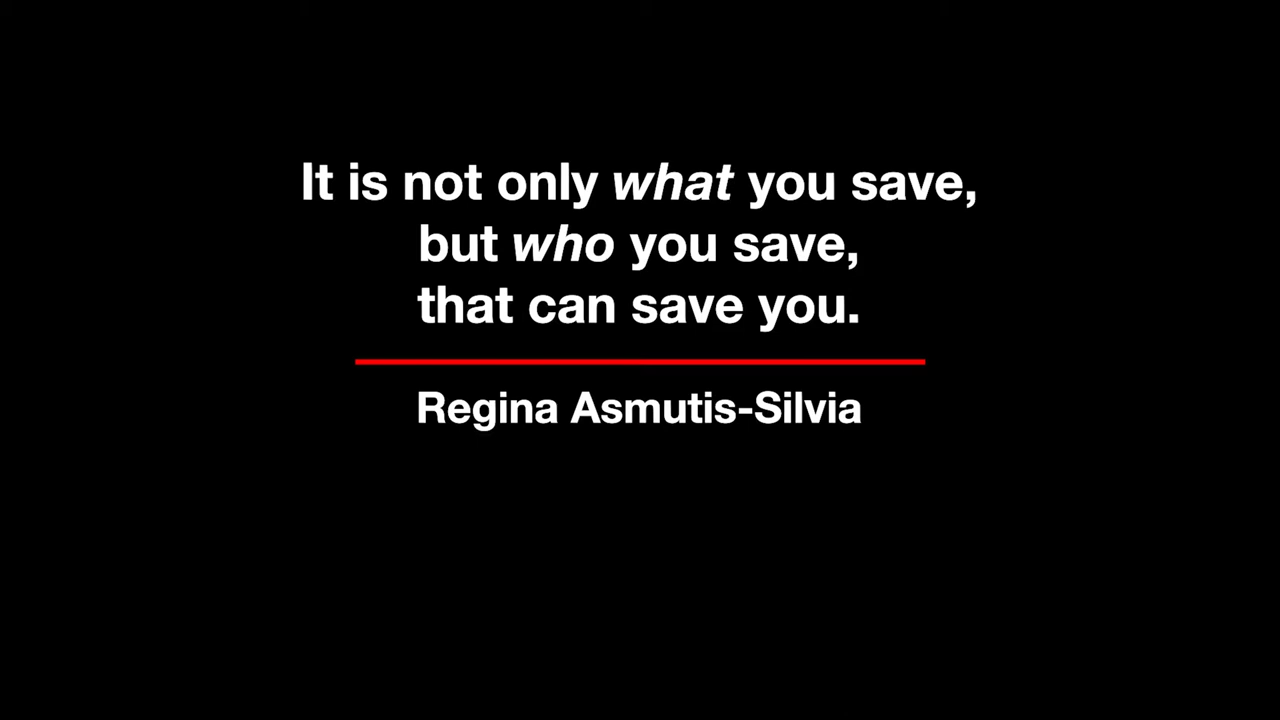 It is not only what you save,
but who you save,
that can save you.
Regina Asmutis-Silvia